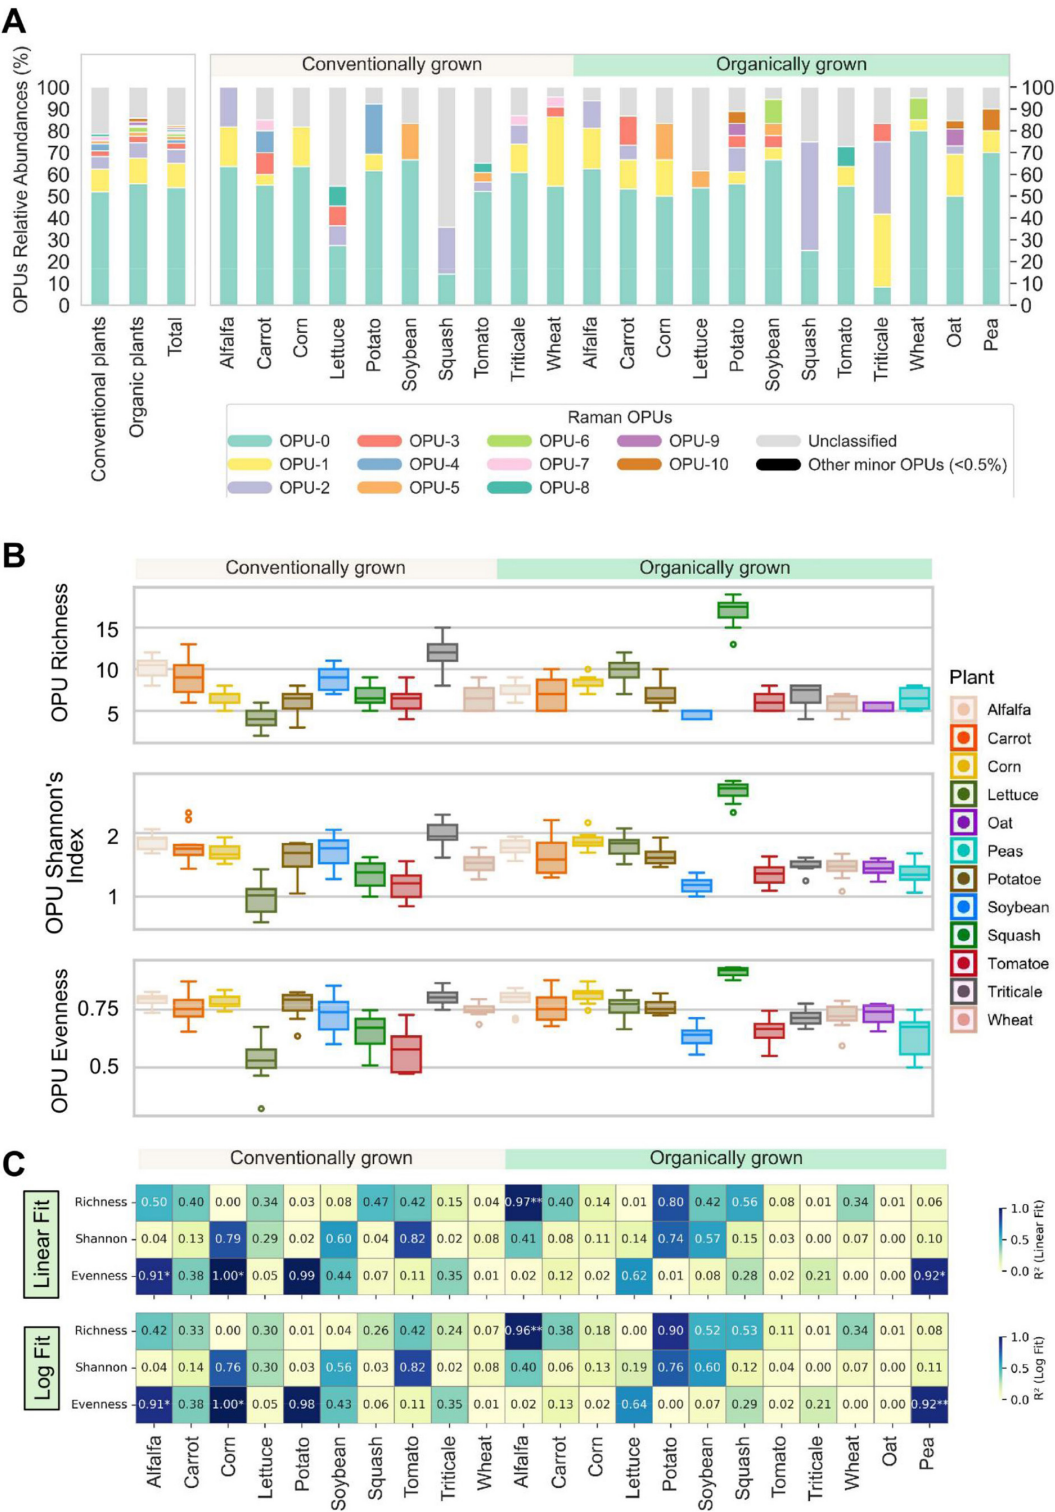 A
Conventionally grown
Organically grown
OPUs Relative Abundances (%)
100
90
80
70
60
50
40
30
20
10
0
100
90
80
70
60
50
40
30
20
10
0
Conventional plants
Organic plants
Total
Alfalfa
Carrot
Corn
Lettuce
Potato
Soybean
Squash
Tomato
Triticale
Wheat
Alfalfa
Carrot
Corn
Lettuce
Potato
Soybean
Squash
Tomato
Triticale
Wheat
Oat
Pea
Raman OPUs
OPU-0 OPU-3 OPU-6 OPU-9 Unclassified
OPU-1 OPU-4 OPU-7 OPU-10 Other minor OPUs (<0.5%)
OPU-2 OPU-5 OPU-8
B
Conventionally grown
Organically grown
OPU Richness
15
10
5
OPU Shannon's
Index
2
1
OPU Evenness
0.75
0.5
Plant
Alfalfa
Carrot
Corn
Lettuce
Oat
Peas
Potatoe
Soybean
Squash
Tomatoe
Triticale
Wheat
C
Conventionally grown
Organically grown
Linear Fit
Richness 0.50 0.40 0.00 0.34 0.03 0.08 0.47 0.42 0.15 0.04 0.97** 0.40 0.14 0.01 0.80 0.42 0.56 0.08 0.01 0.34 0.01 0.06
Shannon 0.04 0.13 0.79 0.29 0.02 0.60 0.04 0.82 0.02 0.08 0.41 0.08 0.11 0.14 0.74 0.57 0.15 0.03 0.00 0.07 0.00 0.10
Evenness 0.91* 0.38 1.00* 0.05 0.99 0.44 0.07 0.11 0.35 0.01 0.02 0.12 0.02 0.62 0.01 0.08 0.28 0.02 0.21 0.00 0.00 0.92*
1.0
0.5
0.0
R² (Linear Fit)
Log Fit
Richness 0.42 0.33 0.00 0.30 0.01 0.04 0.26 0.42 0.24 0.07 0.96** 0.38 0.18 0.00 0.90 0.52 0.53 0.11 0.01 0.34 0.01 0.08
Shannon 0.04 0.14 0.76 0.30 0.03 0.56 0.03 0.82 0.02 0.08 0.40 0.06 0.13 0.19 0.76 0.60 0.12 0.04 0.00 0.07 0.00 0.11
Evenness 0.91* 0.38 1.00* 0.05 0.98 0.43 0.06 0.11 0.35 0.01 0.02 0.13 0.02 0.64 0.00 0.07 0.29 0.02 0.21 0.00 0.00 0.92**
1.0
0.5
0.0
R² (Log Fit)
Alfalfa
Carrot
Corn
Lettuce
Potato
Soybean
Squash
Tomato
Triticale
Wheat
Alfalfa
Carrot
Corn
Lettuce
Potato
Soybean
Squash
Tomato
Triticale
Wheat
Oat
Pea